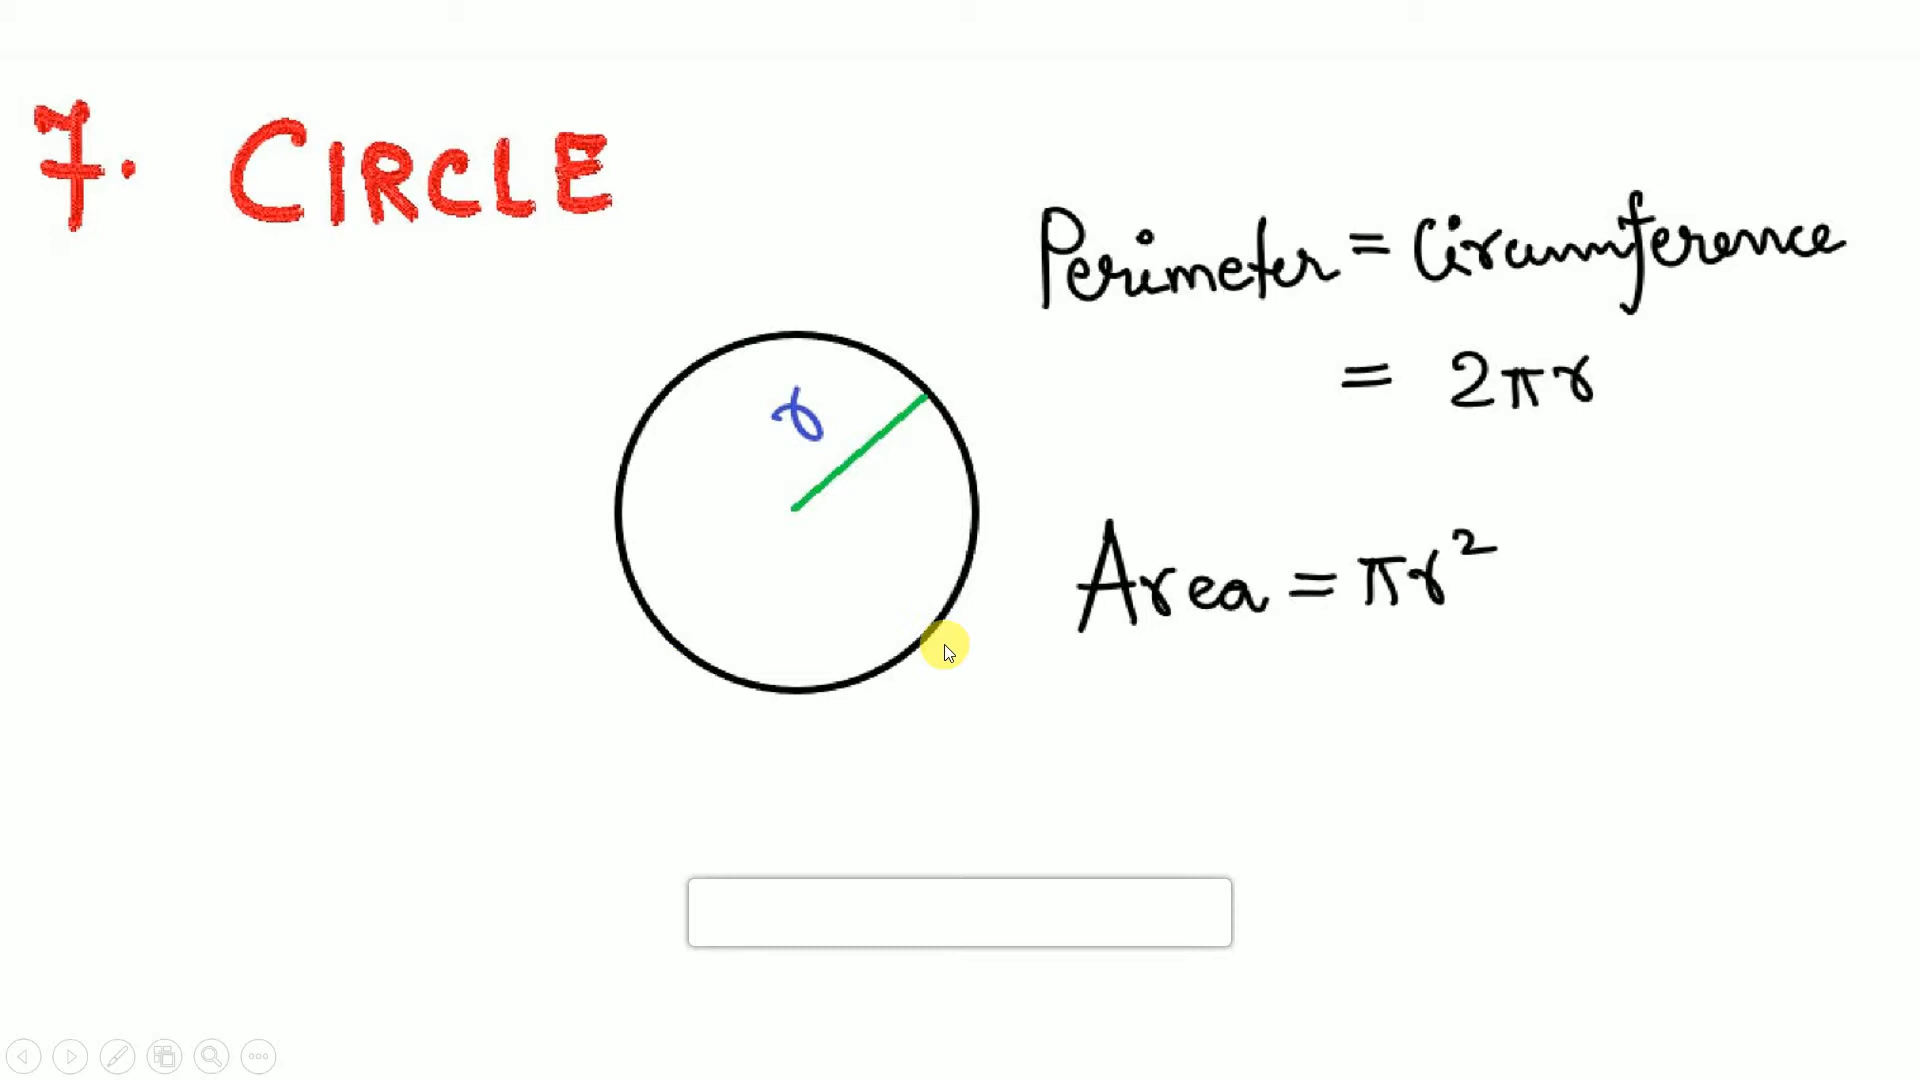 7. CIRCLE
Perimeter = Circumference
= 2πr
r
Area = πr²